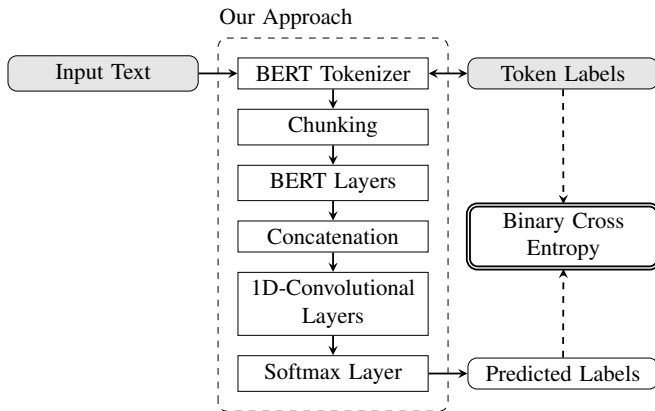 Our Approach
Input Text
BERT Tokenizer
Token Labels
Chunking
BERT Layers
Concatenation
Binary Cross
Entropy
1D-Convolutional
Layers
Softmax Layer
Predicted Labels